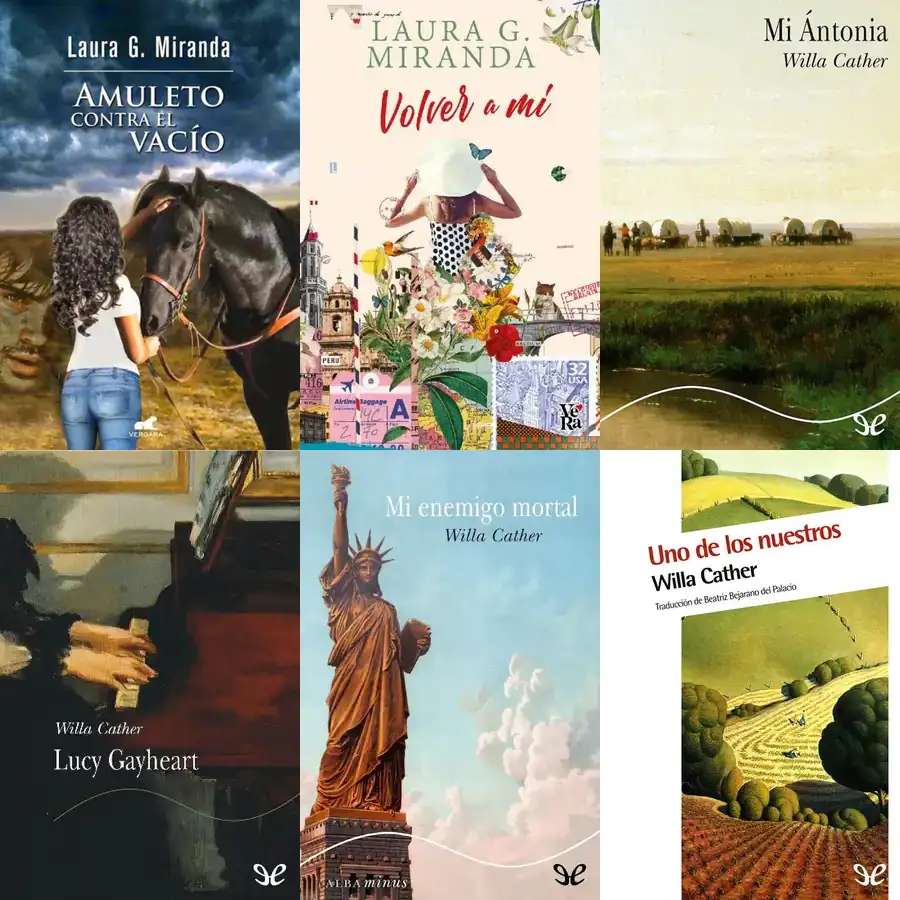 Laura G. Miranda
AMULETO
CONTRA EL
VACÍO
VERGARA
LAURA G.
MIRANDA
Volver a mí
PERU
416
Airline Baggage
A
32
USA
VeRa
Mi Ántonia
Willa Cather
Willa Cather
Lucy Gayheart
Mi enemigo mortal
Willa Cather
ALBA minus
Uno de los nuestros
Willa Cather
Traducción de Beatriz Bejarano del Palacio